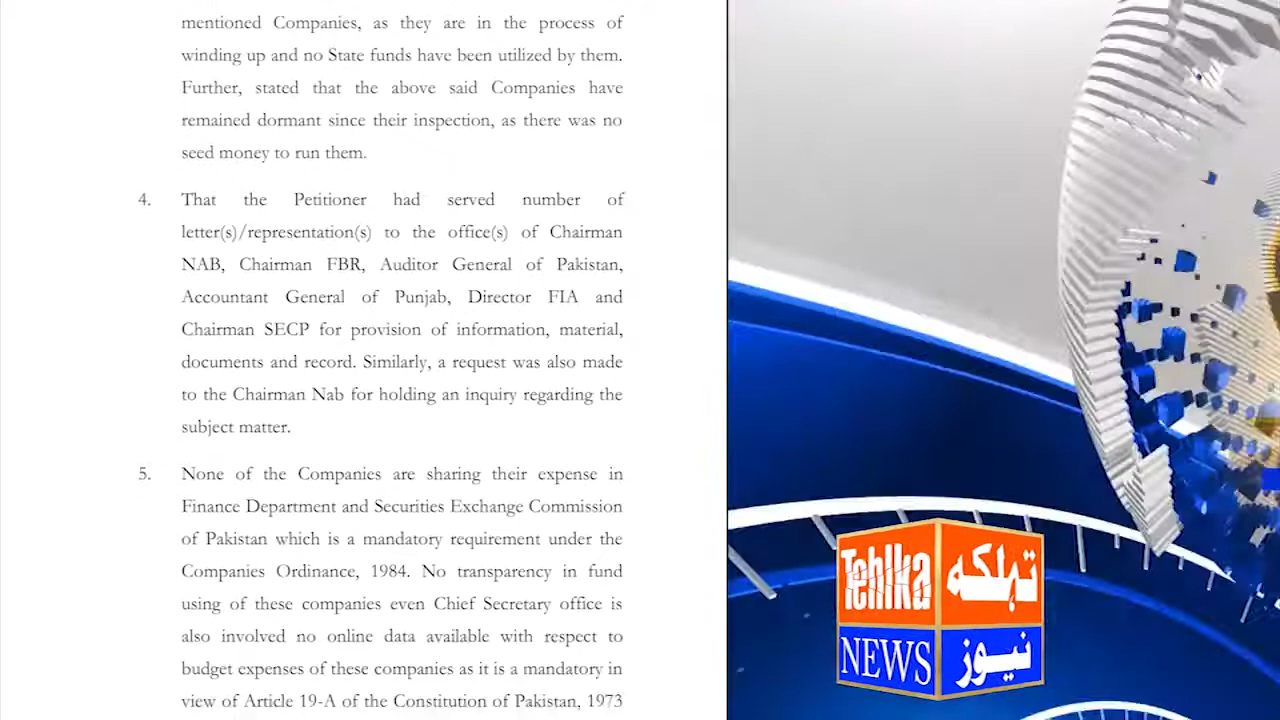 mentioned Companies, as they are in the process of
winding up and no State funds have been utilized by them.
Further, stated that the above said Companies have
remained dormant since their inspection, as there was no
seed money to run them.
4. That the Petitioner had served number of
letter(s)/representation(s) to the office(s) of Chairman
NAB, Chairman FBR, Auditor General of Pakistan,
Accountant General of Punjab, Director FIA and
Chairman SECP for provision of information, material,
documents and record. Similarly, a request was also made
to the Chairman Nab for holding an inquiry regarding the
subject matter.
5. None of the Companies are sharing their expense in
Finance Department and Securities Exchange Commission
of Pakistan which is a mandatory requirement under the
Companies Ordinance, 1984. No transparency in fund
using of these companies even Chief Secretary office is
also involved no online data available with respect to
budget expenses of these companies as it is a mandatory in
view of Article 19-A of the Constitution of Pakistan, 1973
Tehlka تہلکہ
NEWS نیوز